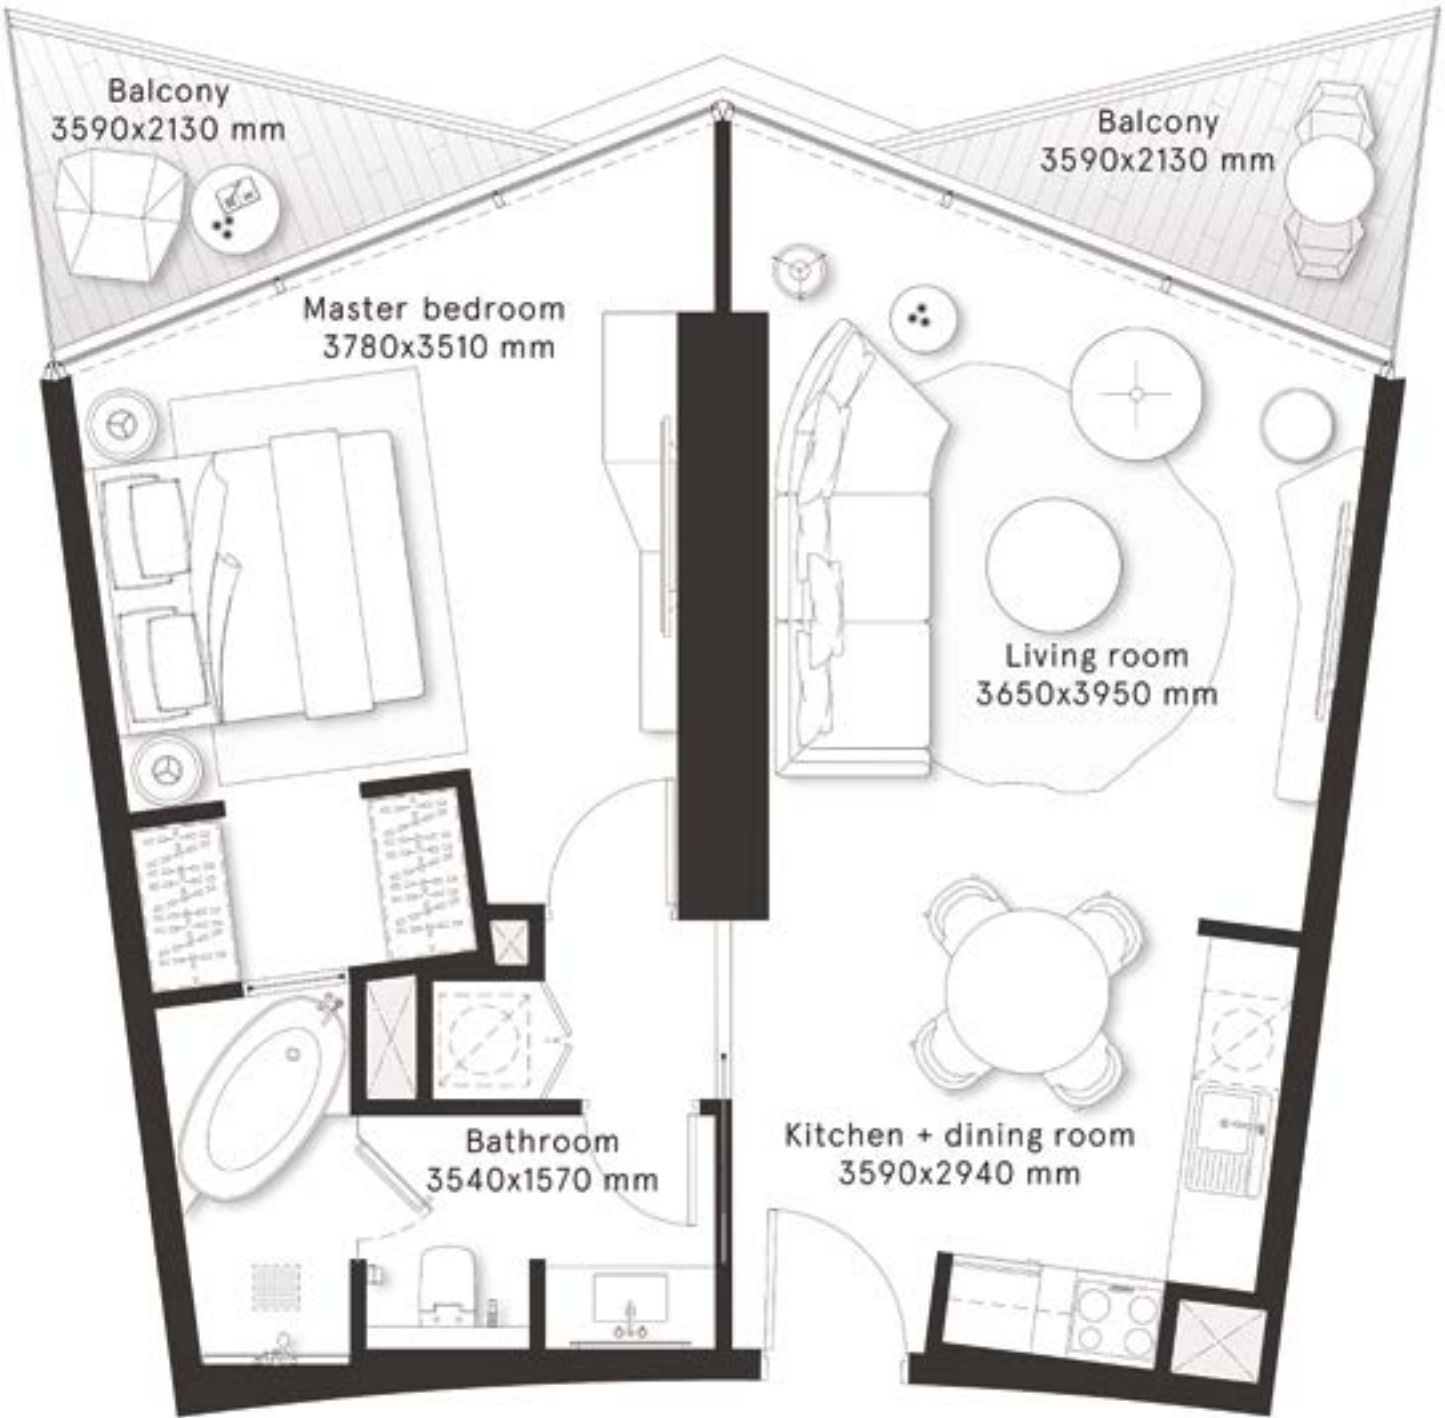 Balcony
3590x2130 mm
Balcony
3590x2130 mm
Master bedroom
3780x3510 mm
Living room
3650x3950 mm
Kitchen + dining room
3590x2940 mm
Bathroom
3540x1570 mm